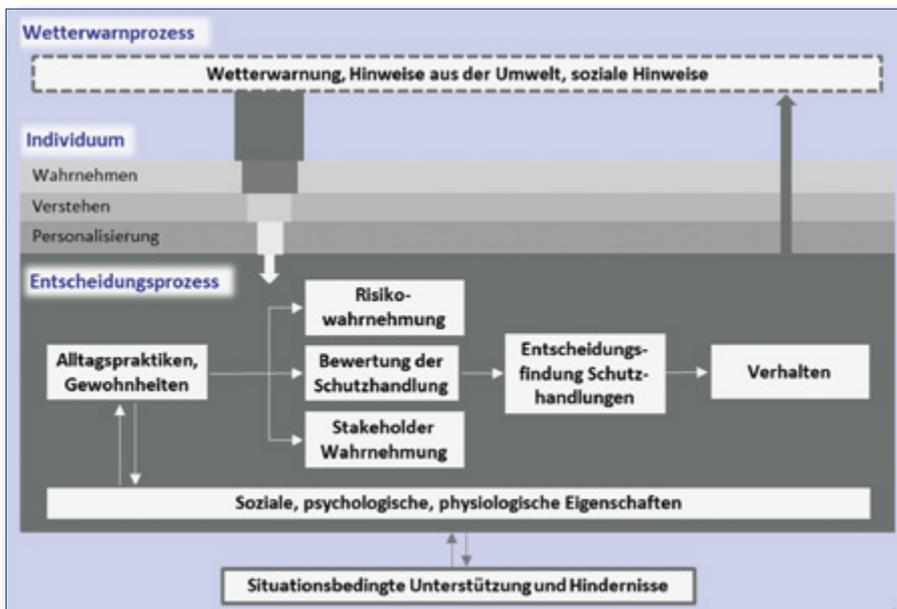 Wetterwarnprozess
Wetterwarnung, Hinweise aus der Umwelt, soziale Hinweise
Individuum
Wahrnehmen
Verstehen
Personalisierung
Entscheidungsprozess
Risiko-
wahrnehmung
Alltagspraktiken,
Gewohnheiten
Bewertung der
Schutzhandlung
Entscheidungs-
findung Schutz-
handlungen
Verhalten
Stakeholder
Wahrnehmung
Soziale, psychologische, physiologische Eigenschaften
Situationsbedingte Unterstützung und Hindernisse